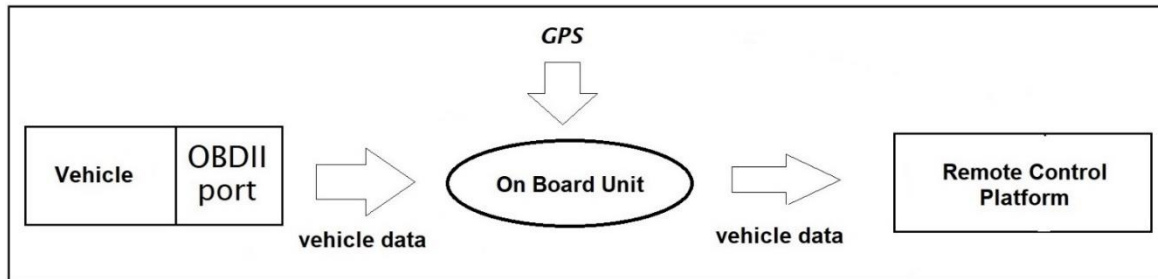 GPS
Vehicle
OBDII
port
On Board Unit
Remote Control
Platform
vehicle data
vehicle data